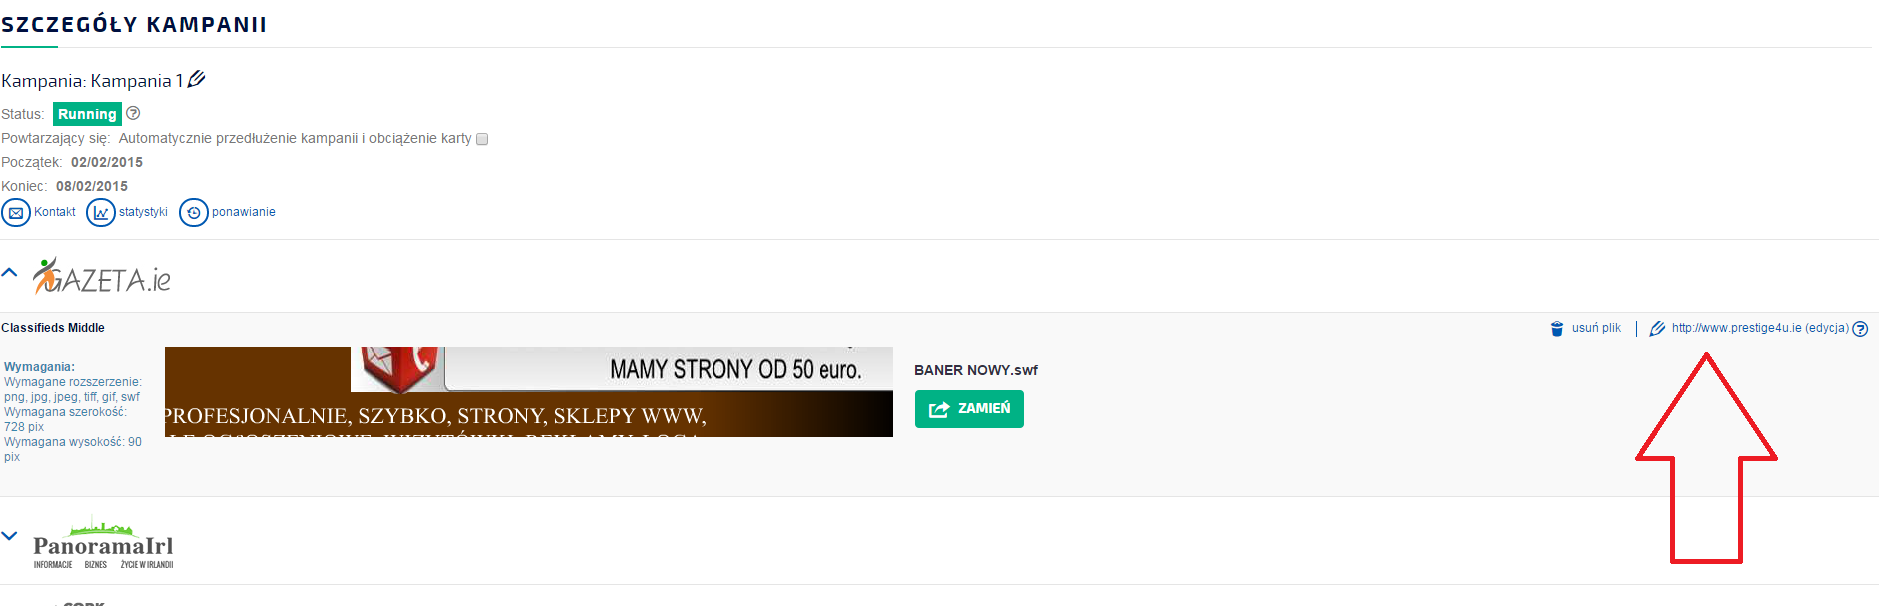 SZCZEGÓŁY KAMPANII
Kampania: Kampania 1
Status: Running ?
Powtarzający się: Automatycznie przedłużenie kampanii i obciążenie karty
Początek: 02/02/2015
Koniec: 08/02/2015
Kontakt statystyki ponawianie
GAZETA.ie
Classifieds Middle
usuń plik | http://www.prestige4u.ie (edycja) ?
Wymagania:
Wymagane rozszerzenie:
png, jpg, jpeg, tiff, gif, swf
Wymagana szerokość:
728 pix
Wymagana wysokość: 90
pix
MAMY STRONY OD 50 euro.
PROFESJONALNIE, SZYBKO, STRONY, SKLEPY WWW,
BANER NOWY.swf
ZAMIEŃ
PanoramaIrl
INFORMACJE BIZNES ŻYCIE W IRLANDII